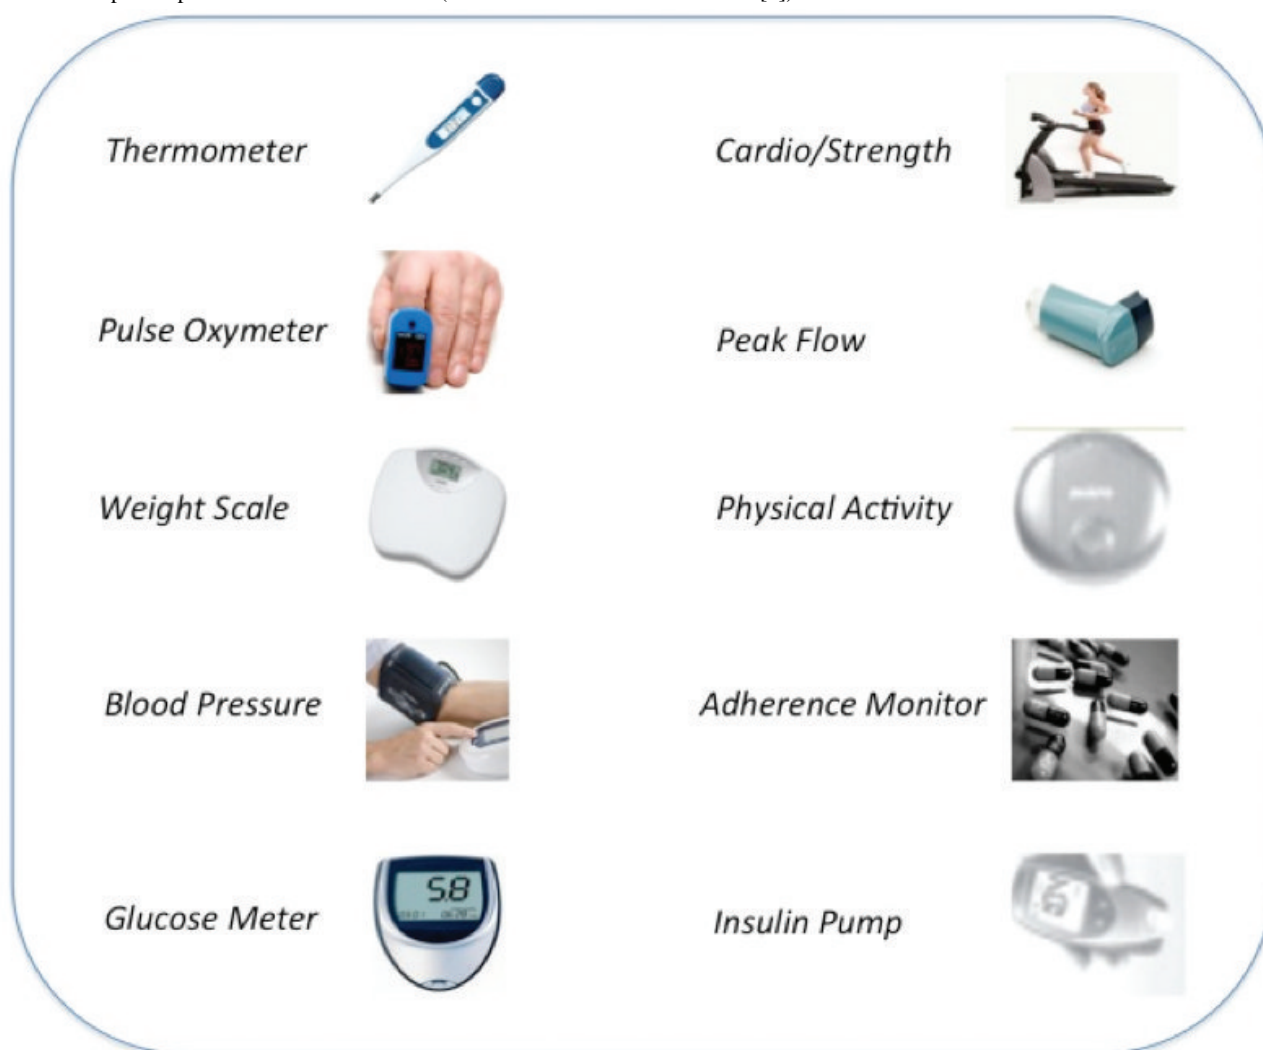 Thermometer
Cardio/Strength
Pulse Oxymeter
Peak Flow
Weight Scale
Physical Activity
Blood Pressure
Adherence Monitor
Glucose Meter
5.8
Insulin Pump